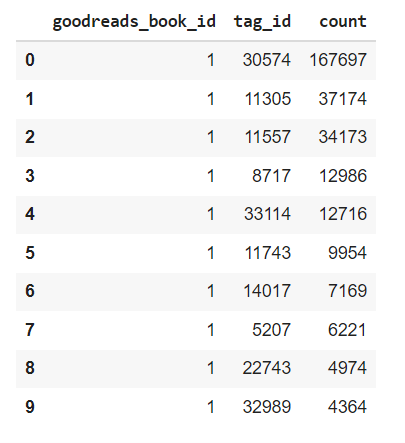 goodreads_book_id tag_id count
0 1 30574 167697
1 1 11305 37174
2 1 11557 34173
3 1 8717 12986
4 1 33114 12716
5 1 11743 9954
6 1 14017 7169
7 1 5207 6221
8 1 22743 4974
9 1 32989 4364